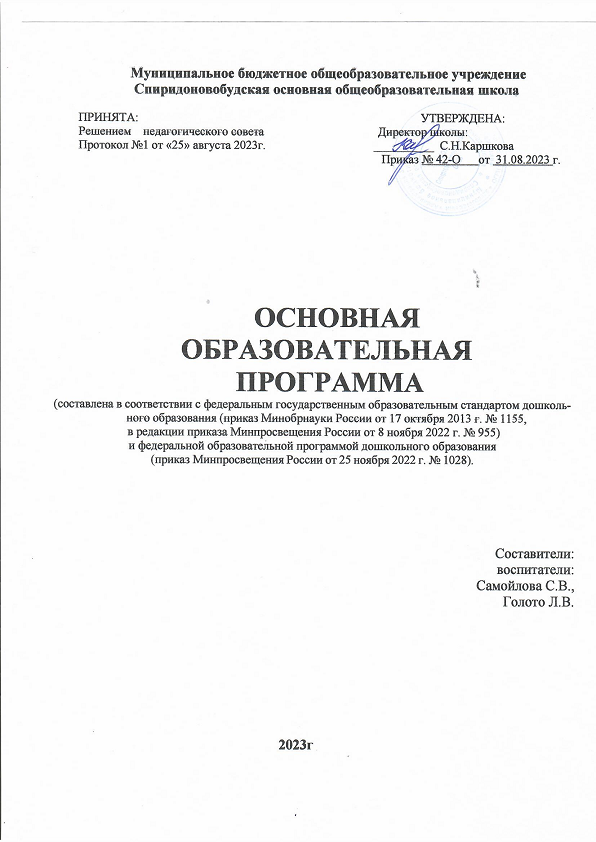 Муниципальное бюджетное общеобразовательное учреждение
Спиридоновобудская основная общеобразовательная школа
ПРИНЯТА:
Решением педагогического совета
Протокол №1 от «25» августа 2023г.
УТВЕРЖДЕНА:
Директор школы:
__________ С.Н.Каршкова
Приказ № 42-О от 31.08.2023 г.
ОСНОВНАЯ
ОБРАЗОВАТЕЛЬНАЯ
ПРОГРАММА
(составлена в соответствии с федеральным государственным образовательным стандартом дошколь-
ного образования (приказ Минобрнауки России от 17 октября 2013 г. № 1155,
в редакции приказа Минпросвещения России от 8 ноября 2022 г. № 955)
и федеральной образовательной программой дошкольного образования
(приказ Минпросвещения России от 25 ноября 2022 г. № 1028).
Составители:
воспитатели:
Самойлова С.В.,
Голото Л.В.
2023г